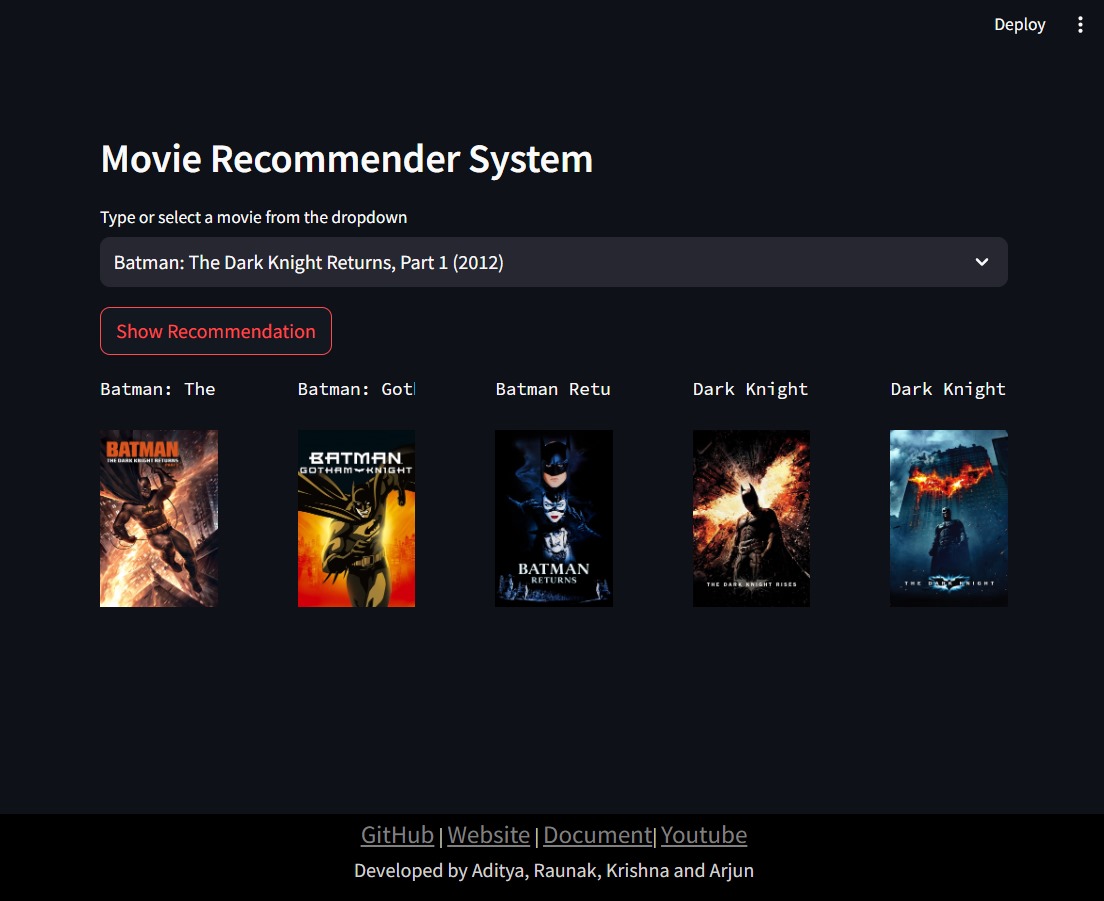 Deploy
Movie Recommender System
Type or select a movie from the dropdown
Batman: The Dark Knight Returns, Part 1 (2012)
Show Recommendation
Batman: The
Batman: Got
Batman Retu
Dark Knight
Dark Knight
BATMAN
THE DARK KNIGHT RETURNS
BATMAN
GOTHAM KNIGHT
BATMAN
RETURNS
THE DARK KNIGHT RISES
THE DARK KNIGHT
GitHub | Website | Document| Youtube
Developed by Aditya, Raunak, Krishna and Arjun